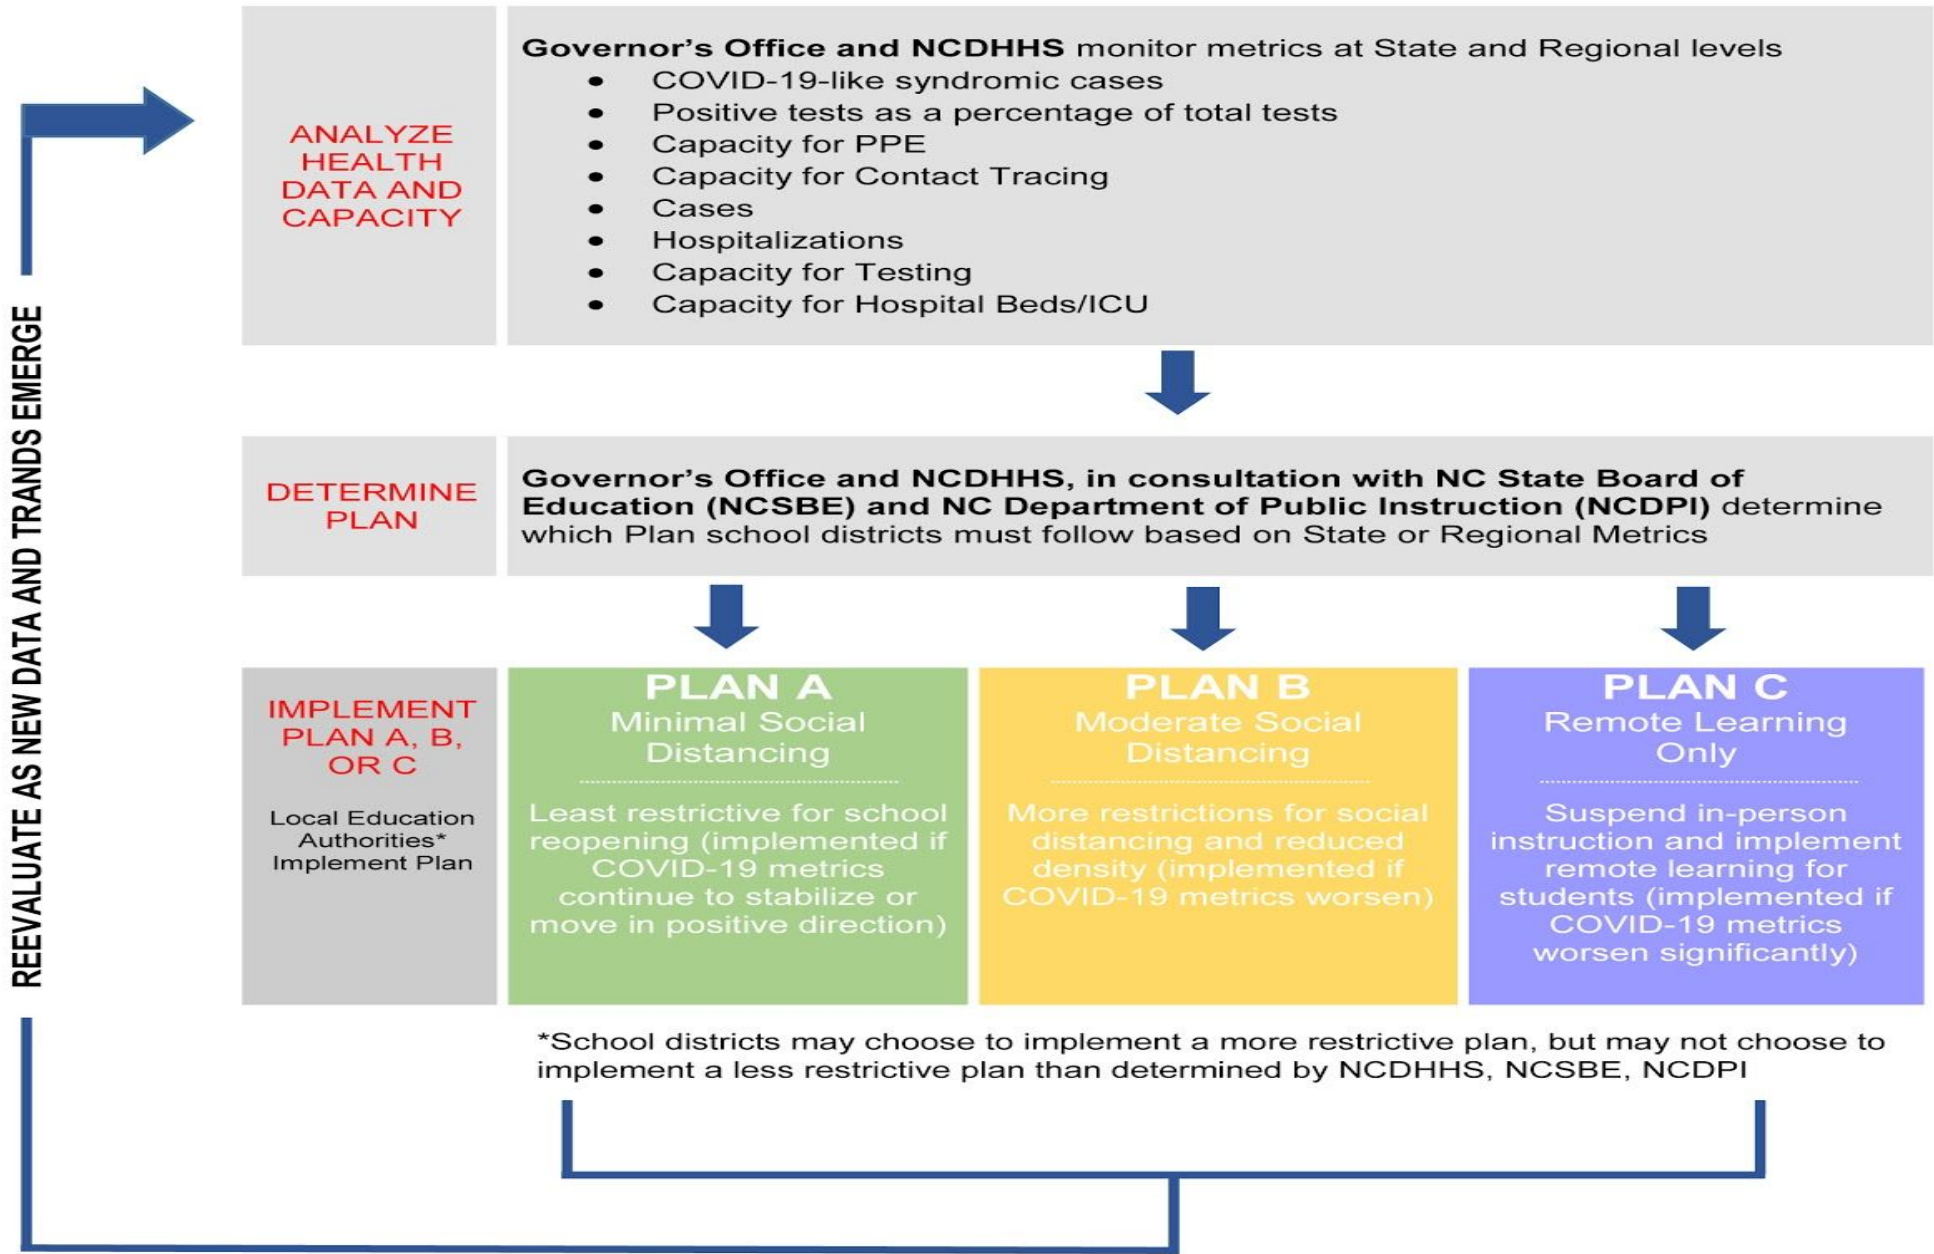 REEVALUATE AS NEW DATA AND TRANDS EMERGE
ANALYZE
HEALTH
DATA AND
CAPACITY
Governor’s Office and NCDHHS monitor metrics at State and Regional levels
• COVID-19-like syndromic cases
• Positive tests as a percentage of total tests
• Capacity for PPE
• Capacity for Contact Tracing
• Cases
• Hospitalizations
• Capacity for Testing
• Capacity for Hospital Beds/ICU
DETERMINE
PLAN
Governor’s Office and NCDHHS, in consultation with NC State Board of
Education (NCSBE) and NC Department of Public Instruction (NCDPI) determine
which Plan school districts must follow based on State or Regional Metrics
IMPLEMENT
PLAN A, B,
OR C
Local Education
Authorities*
Implement Plan
PLAN A
Minimal Social
Distancing
Least restrictive for school
reopening (implemented if
COVID-19 metrics
continue to stabilize or
move in positive direction)
PLAN B
Moderate Social
Distancing
More restrictions for social
distancing and reduced
density (implemented if
COVID-19 metrics worsen)
PLAN C
Remote Learning
Only
Suspend in-person
instruction and implement
remote learning for
students (implemented if
COVID-19 metrics
worsen significantly)
*School districts may choose to implement a more restrictive plan, but may not choose to
implement a less restrictive plan than determined by NCDHHS, NCSBE, NCDPI